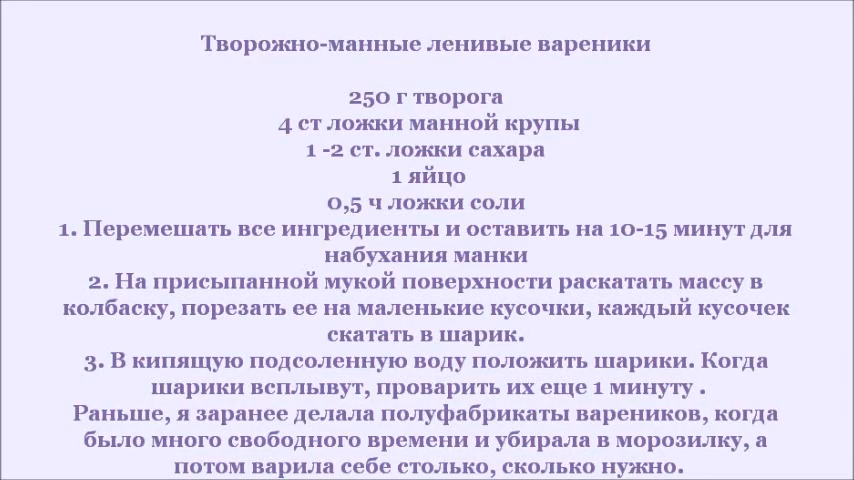 Творожно-манные ленивые вареники
250 г творога
4 ст ложки манной крупы
1 -2 ст. ложки сахара
1 яйцо
0,5 ч ложки соли
1. Перемешать все ингредиенты и оставить на 10-15 минут для
набухания манки
2. На присыпанной мукой поверхности раскатать массу в
колбаску, порезать ее на маленькие кусочки, каждый кусочек
скатать в шарик.
3. В кипящую подсоленную воду положить шарики. Когда
шарики всплывут, проварить их еще 1 минуту .
Раньше, я заранее делала полуфабрикаты вареников, когда
было много свободного времени и убирала в морозилку, а
потом варила себе столько, сколько нужно.